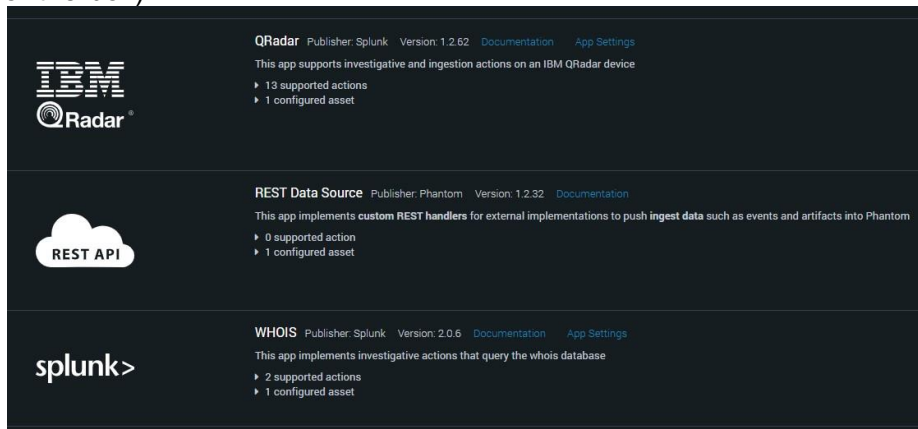 IBM
QRadar®
QRadar Publisher: Splunk Version: 1.2.62 Documentation App Settings
This app supports investigative and ingestion actions on an IBM QRadar device
13 supported actions
1 configured asset
REST API
REST Data Source Publisher: Phantom Version: 1.2.32 Documentation
This app implements custom REST handlers for external implementations to push ingest data such as events and artifacts into Phantom
0 supported action
1 configured asset
splunk>
WHOIS Publisher: Splunk Version: 2.0.6 Documentation App Settings
This app implements investigative actions that query the whois database
2 supported actions
1 configured asset